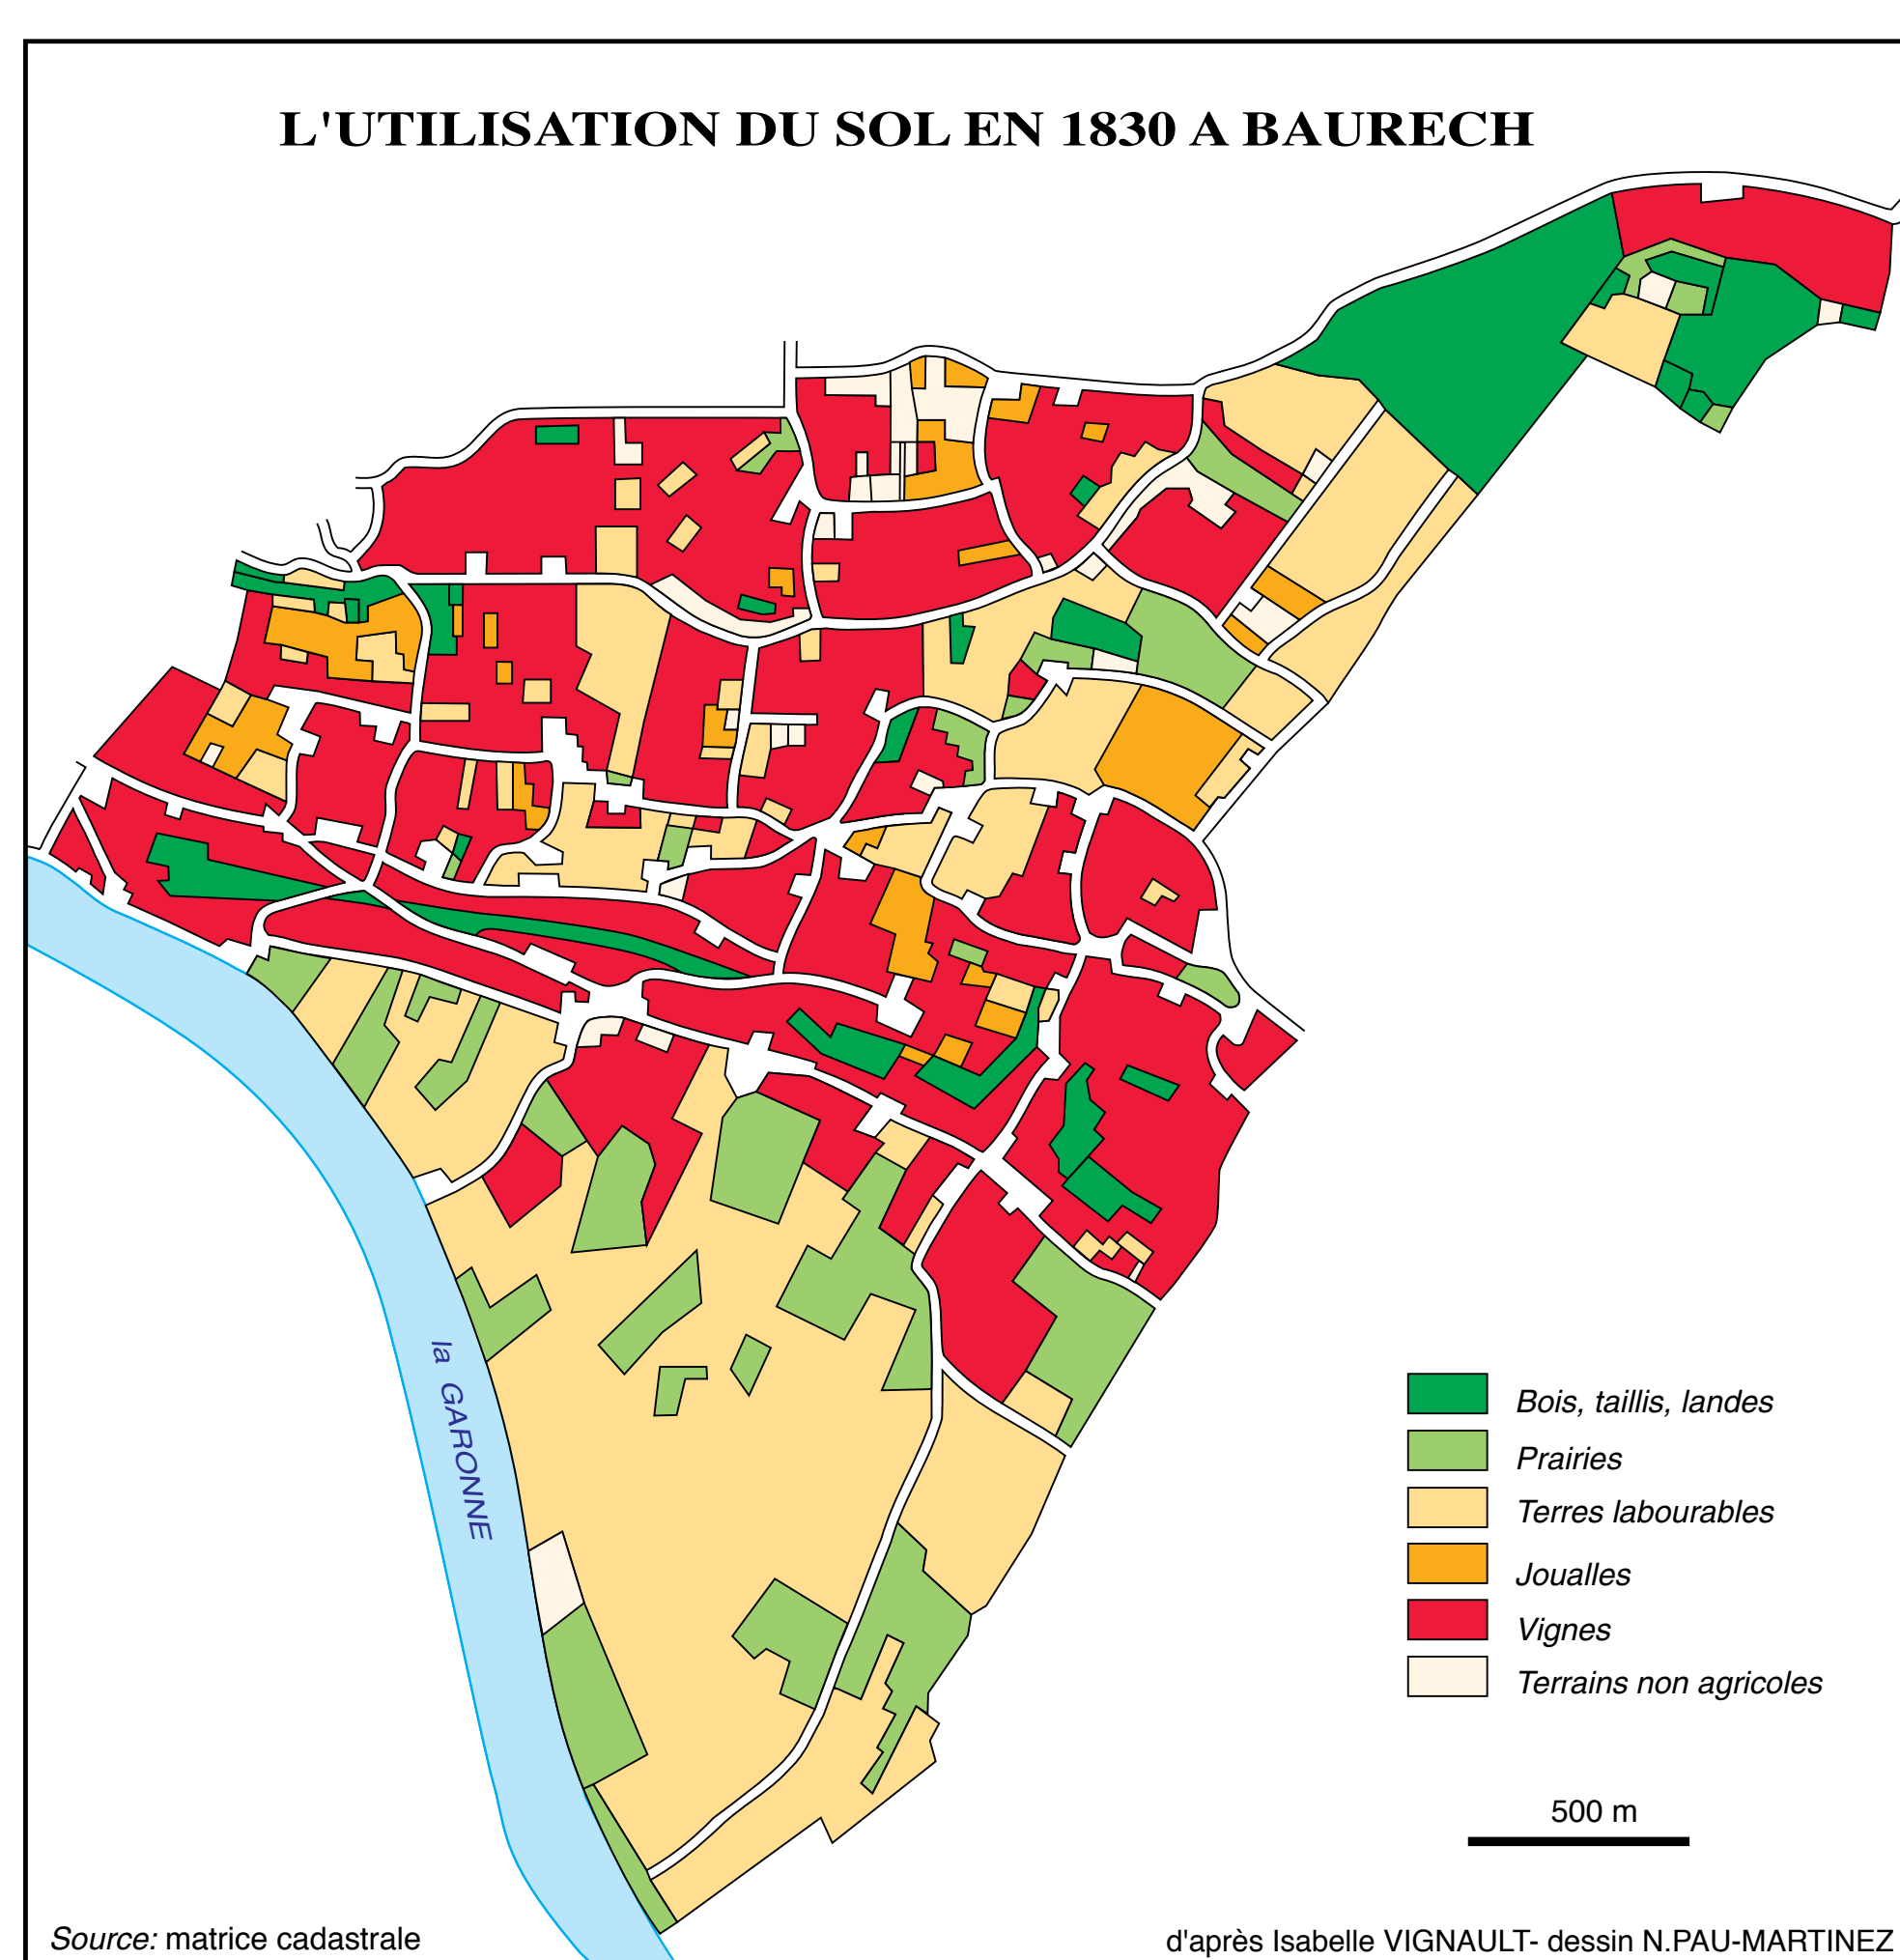 L'UTILISATION DU SOL EN 1830 A BAURECH
la GARONNE
Bois, taillis, landes
Prairies
Terres labourables
Joualles
Vignes
Terrains non agricoles
500 m
Source: matrice cadastrale
d'après Isabelle VIGNAULT- dessin N.PAU-MARTINEZ